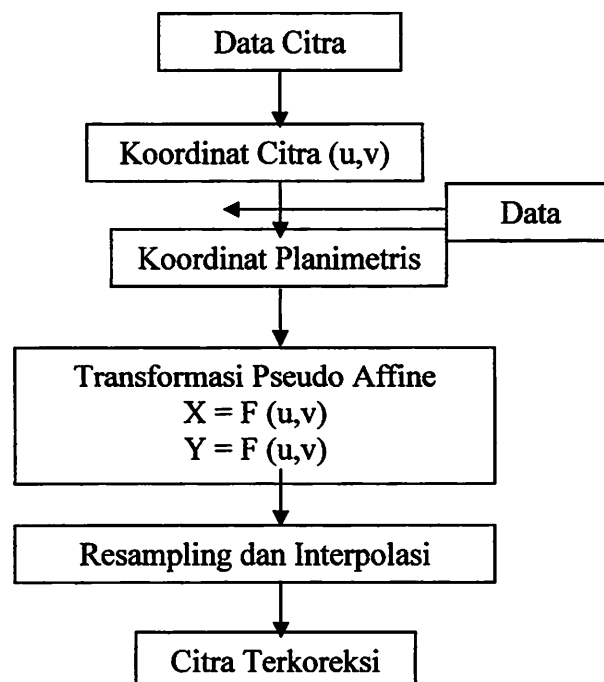 Data Citra
Koordinat Citra (u,v)
Data
Koordinat Planimetris
Transformasi Pseudo Affine
X = F (u,v)
Y = F (u,v)
Resampling dan Interpolasi
Citra Terkoreksi